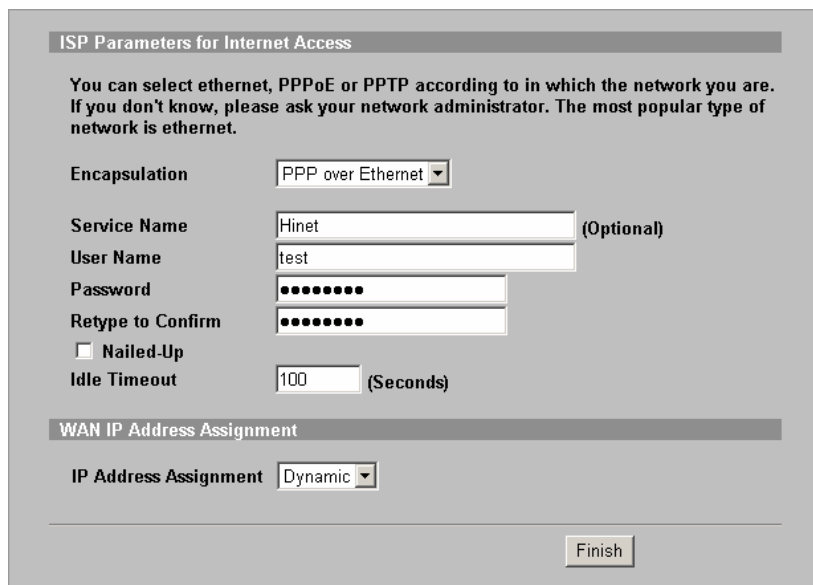 ISP Parameters for Internet Access
You can select ethernet, PPPoE or PPTP according to in which the network you are.
If you don't know, please ask your network administrator. The most popular type of
network is ethernet.
Encapsulation PPP over Ethernet
Service Name Hinet (Optional)
User Name test
Password ●●●●●●●●
Retype to Confirm ●●●●●●●●
Nailed-Up
Idle Timeout 100 (Seconds)
WAN IP Address Assignment
IP Address Assignment Dynamic
Finish